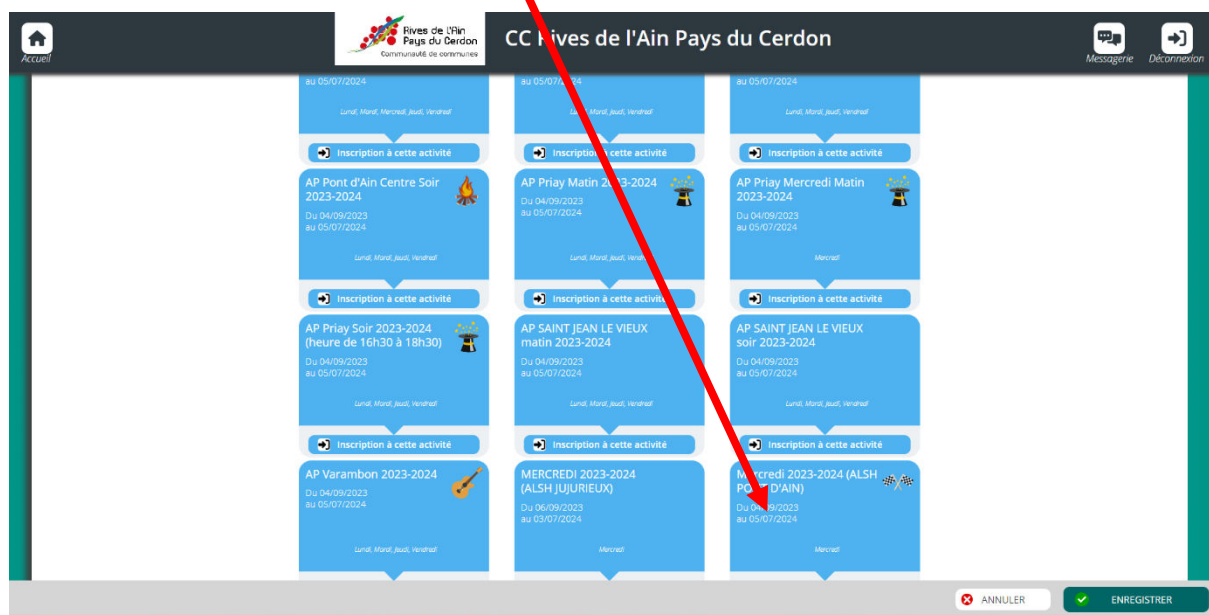 Accueil
Rives de l'Ain
Pays du Cerdon
Communauté de communes
CC Rives de l'Ain Pays du Cerdon
Messagerie
Déconnexion
au 05/07/2024
Lundi, Mardi, Mercredi, Jeudi, Vendredi
Inscription à cette activité
au 05/07/2024
Lundi, Mardi, Jeudi, Vendredi
Inscription à cette activité
au 05/07/2024
Lundi, Mardi, Jeudi, Vendredi
Inscription à cette activité
AP Pont d'Ain Centre Soir
2023-2024
Du 04/09/2023
au 05/07/2024
Lundi, Mardi, Jeudi, Vendredi
Inscription à cette activité
AP Priay Matin 2023-2024
Du 04/09/2023
au 05/07/2024
Lundi, Mardi, Jeudi, Vendredi
Inscription à cette activité
AP Priay Mercredi Matin
2023-2024
Du 04/09/2023
au 05/07/2024
Mercredi
Inscription à cette activité
AP Priay Soir 2023-2024
(heure de 16h30 à 18h30)
Du 04/09/2023
au 05/07/2024
Lundi, Mardi, Jeudi, Vendredi
Inscription à cette activité
AP SAINT JEAN LE VIEUX
matin 2023-2024
Du 04/09/2023
au 05/07/2024
Lundi, Mardi, Jeudi, Vendredi
Inscription à cette activité
AP SAINT JEAN LE VIEUX
soir 2023-2024
Du 04/09/2023
au 05/07/2024
Lundi, Mardi, Jeudi, Vendredi
Inscription à cette activité
AP Varambon 2023-2024
Du 04/09/2023
au 05/07/2024
Lundi, Mardi, Jeudi, Vendredi
MERCREDI 2023-2024
(ALSH JUJURIEUX)
Du 06/09/2023
au 03/07/2024
Mercredi
Mercredi 2023-2024 (ALSH
PONT D'AIN)
Du 04/09/2023
au 05/07/2024
Mercredi
ANNULER
ENREGISTRER